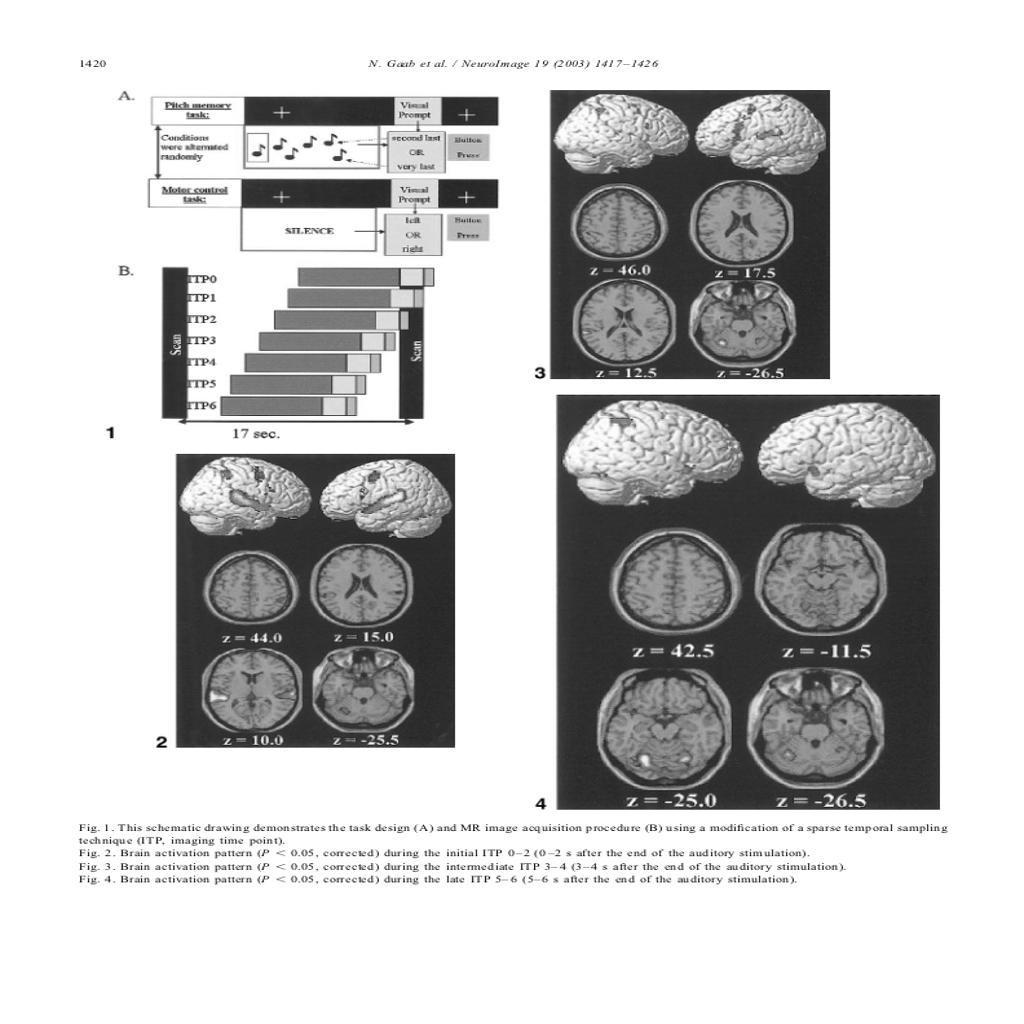 1420
N. Gaab et al. / NeuroImage 19 (2003) 1417–1426
A.
Pitch memory
task:
Visual
Prompt
Conditions
were alternated
randomly
second last
OR
very last
Button
Press
Motor control
task:
Visual
Prompt
SILENCE
left
OR
right
Button
Press
B.
Scan
ITP0
ITP1
ITP2
ITP3
ITP4
ITP5
ITP6
Scan
17 sec.
1
z = 44.0
z = 15.0
z = 10.0
z = -25.5
2
z = 46.0
z = 17.5
z = 12.5
z = -26.5
3
z = 42.5
z = -11.5
z = -25.0
z = -26.5
4
Fig. 1. This schematic drawing demonstrates the task design (A) and MR image acquisition procedure (B) using a modification of a sparse temporal sampling
technique (ITP, imaging time point).
Fig. 2. Brain activation pattern (P < 0.05, corrected) during the initial ITP 0–2 (0–2 s after the end of the auditory stimulation).
Fig. 3. Brain activation pattern (P < 0.05, corrected) during the intermediate ITP 3–4 (3–4 s after the end of the auditory stimulation).
Fig. 4. Brain activation pattern (P < 0.05, corrected) during the late ITP 5–6 (5–6 s after the end of the auditory stimulation).